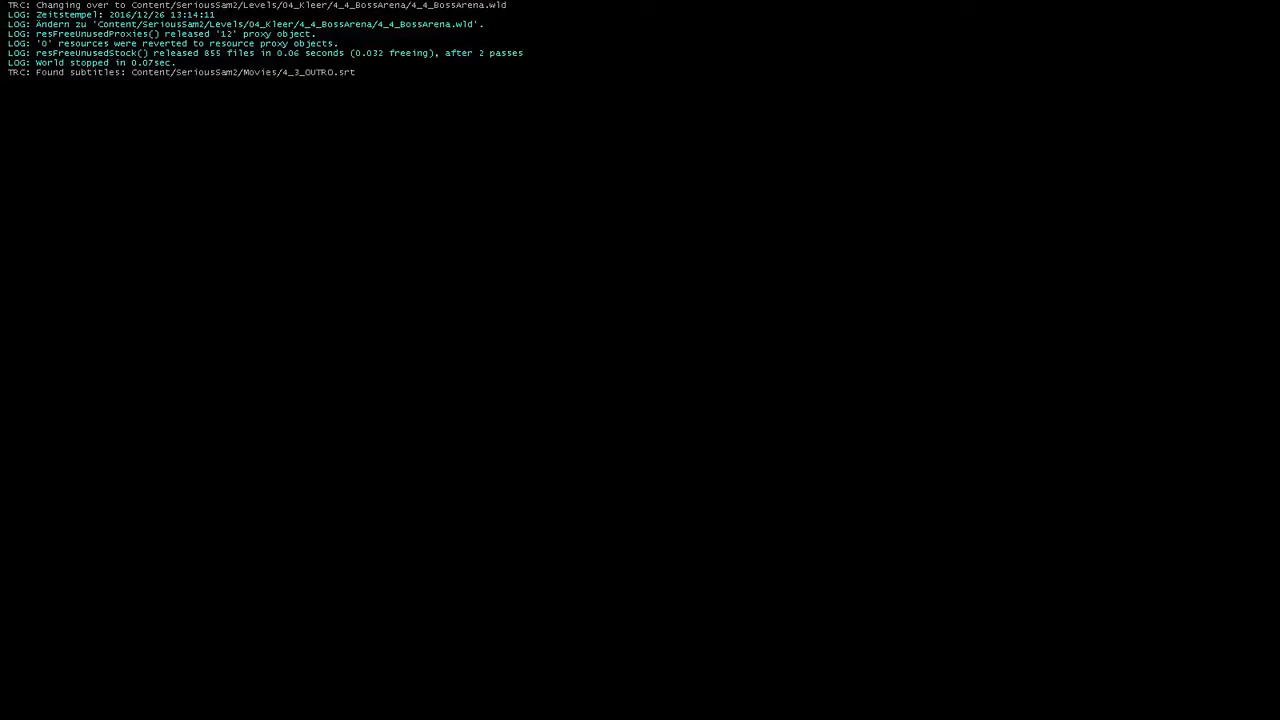 TRC: Changing over to Content/SeriousSam2/Levels/04_Kleer/4_4_BossArena/4_4_BossArena.wld
LOG: Zeitstempel: 2016/12/26 13:14:11
LOG: Ändern zu 'Content/SeriousSam2/Levels/04_Kleer/4_4_BossArena/4_4_BossArena.wld'.
LOG: resFreeUnusedProxies() released '12' proxy object.
LOG: '0' resources were reverted to resource proxy objects.
LOG: resFreeUnusedStock() released 855 files in 0.06 seconds (0.032 freeing), after 2 passes
LOG: World stopped in 0.07sec.
TRC: Found subtitles: Content/SeriousSam2/Movies/4_3_OUTRO.srt